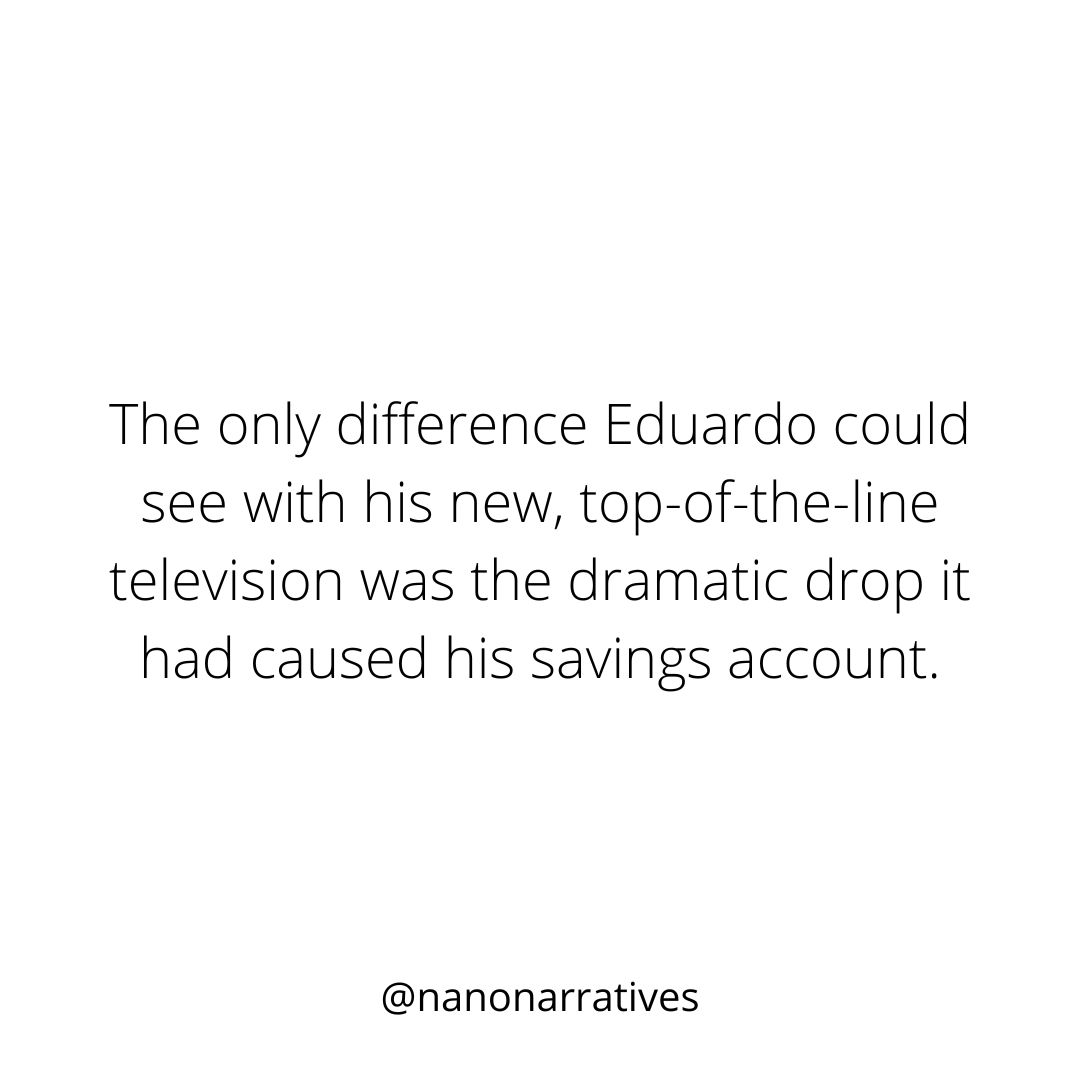 The only difference Eduardo could
see with his new, top-of-the-line
television was the dramatic drop it
had caused his savings account.
@nanonarratives